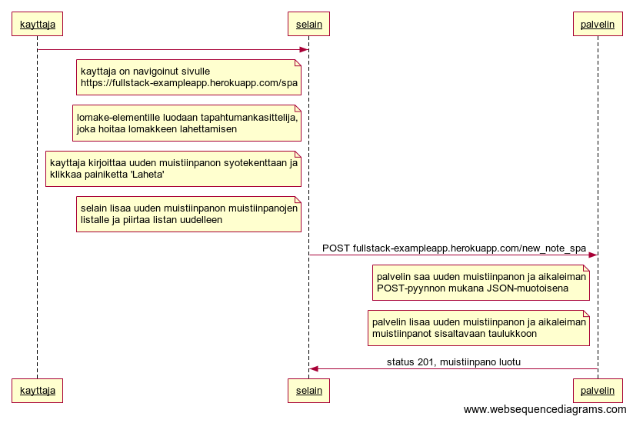 kayttaja
selain
palvelin
kayttaja on navigoinut sivulle
https://fullstack-exampleapp.herokuapp.com/spa
lomake-elementille luodaan tapahtumankasittelija,
joka hoitaa lomakkeen lahettamisen
kayttaja kirjoittaa uuden muistiinpanon syotekenttaan ja
klikkaa painiketta 'Laheta'
selain lisaa uuden muistiinpanon muistiinpanojen
listalle ja piirtaa listan uudelleen
POST fullstack-exampleapp.herokuapp.com/new_note_spa
palvelin saa uuden muistiinpanon ja aikaleiman
POST-pyynnon mukana JSON-muotoisena
palvelin lisaa uuden muistiinpanon ja aikaleiman
muistiinpanot sisaltavaan taulukkoon
status 201, muistiinpano luotu
kayttaja
selain
palvelin
www.websequencediagrams.com